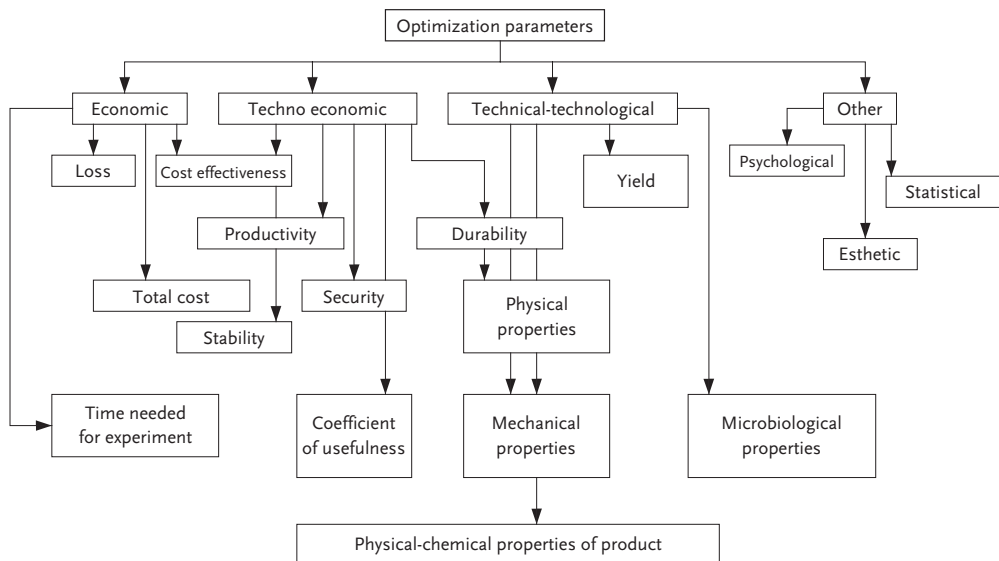 Optimization parameters
Economic
Techno economic
Technical-technological
Other
Loss
Cost effectiveness
Yield
Psychological
Statistical
Productivity
Durability
Esthetic
Total cost
Security
Physical
properties
Stability
Time needed
for experiment
Coefficient
of usefulness
Mechanical
properties
Microbiological
properties
Physical-chemical properties of product